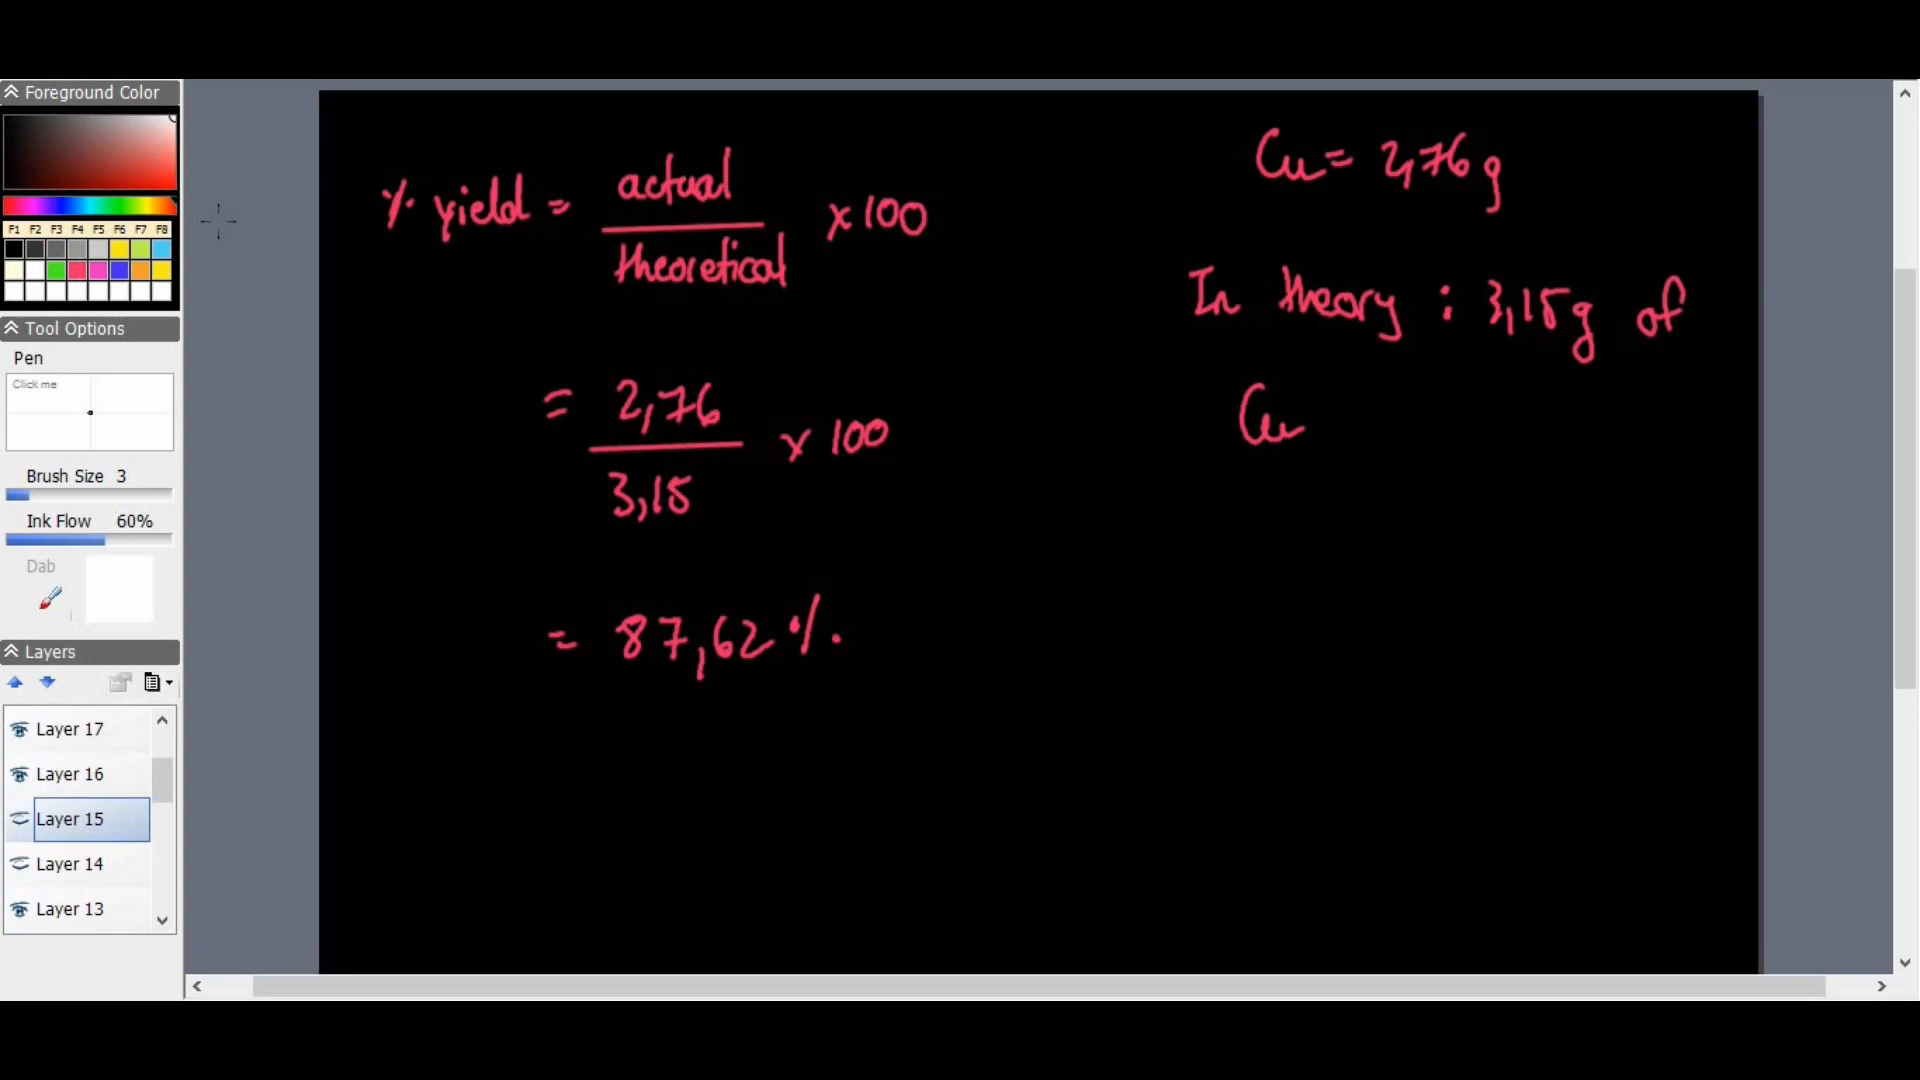 Foreground Color
F1 F2 F3 F4 F5 F6 F7 F8
Tool Options
Pen
Click me
Brush Size 3
Ink Flow 60%
Dab
Layers
Layer 17
Layer 16
Layer 15
Layer 14
Layer 13
% yield = actual
theoretical
x 100
= 2,76
3,15
x 100
= 87,62 %
Cu = 2,76 g
In theory : 3,15 g of
Cu